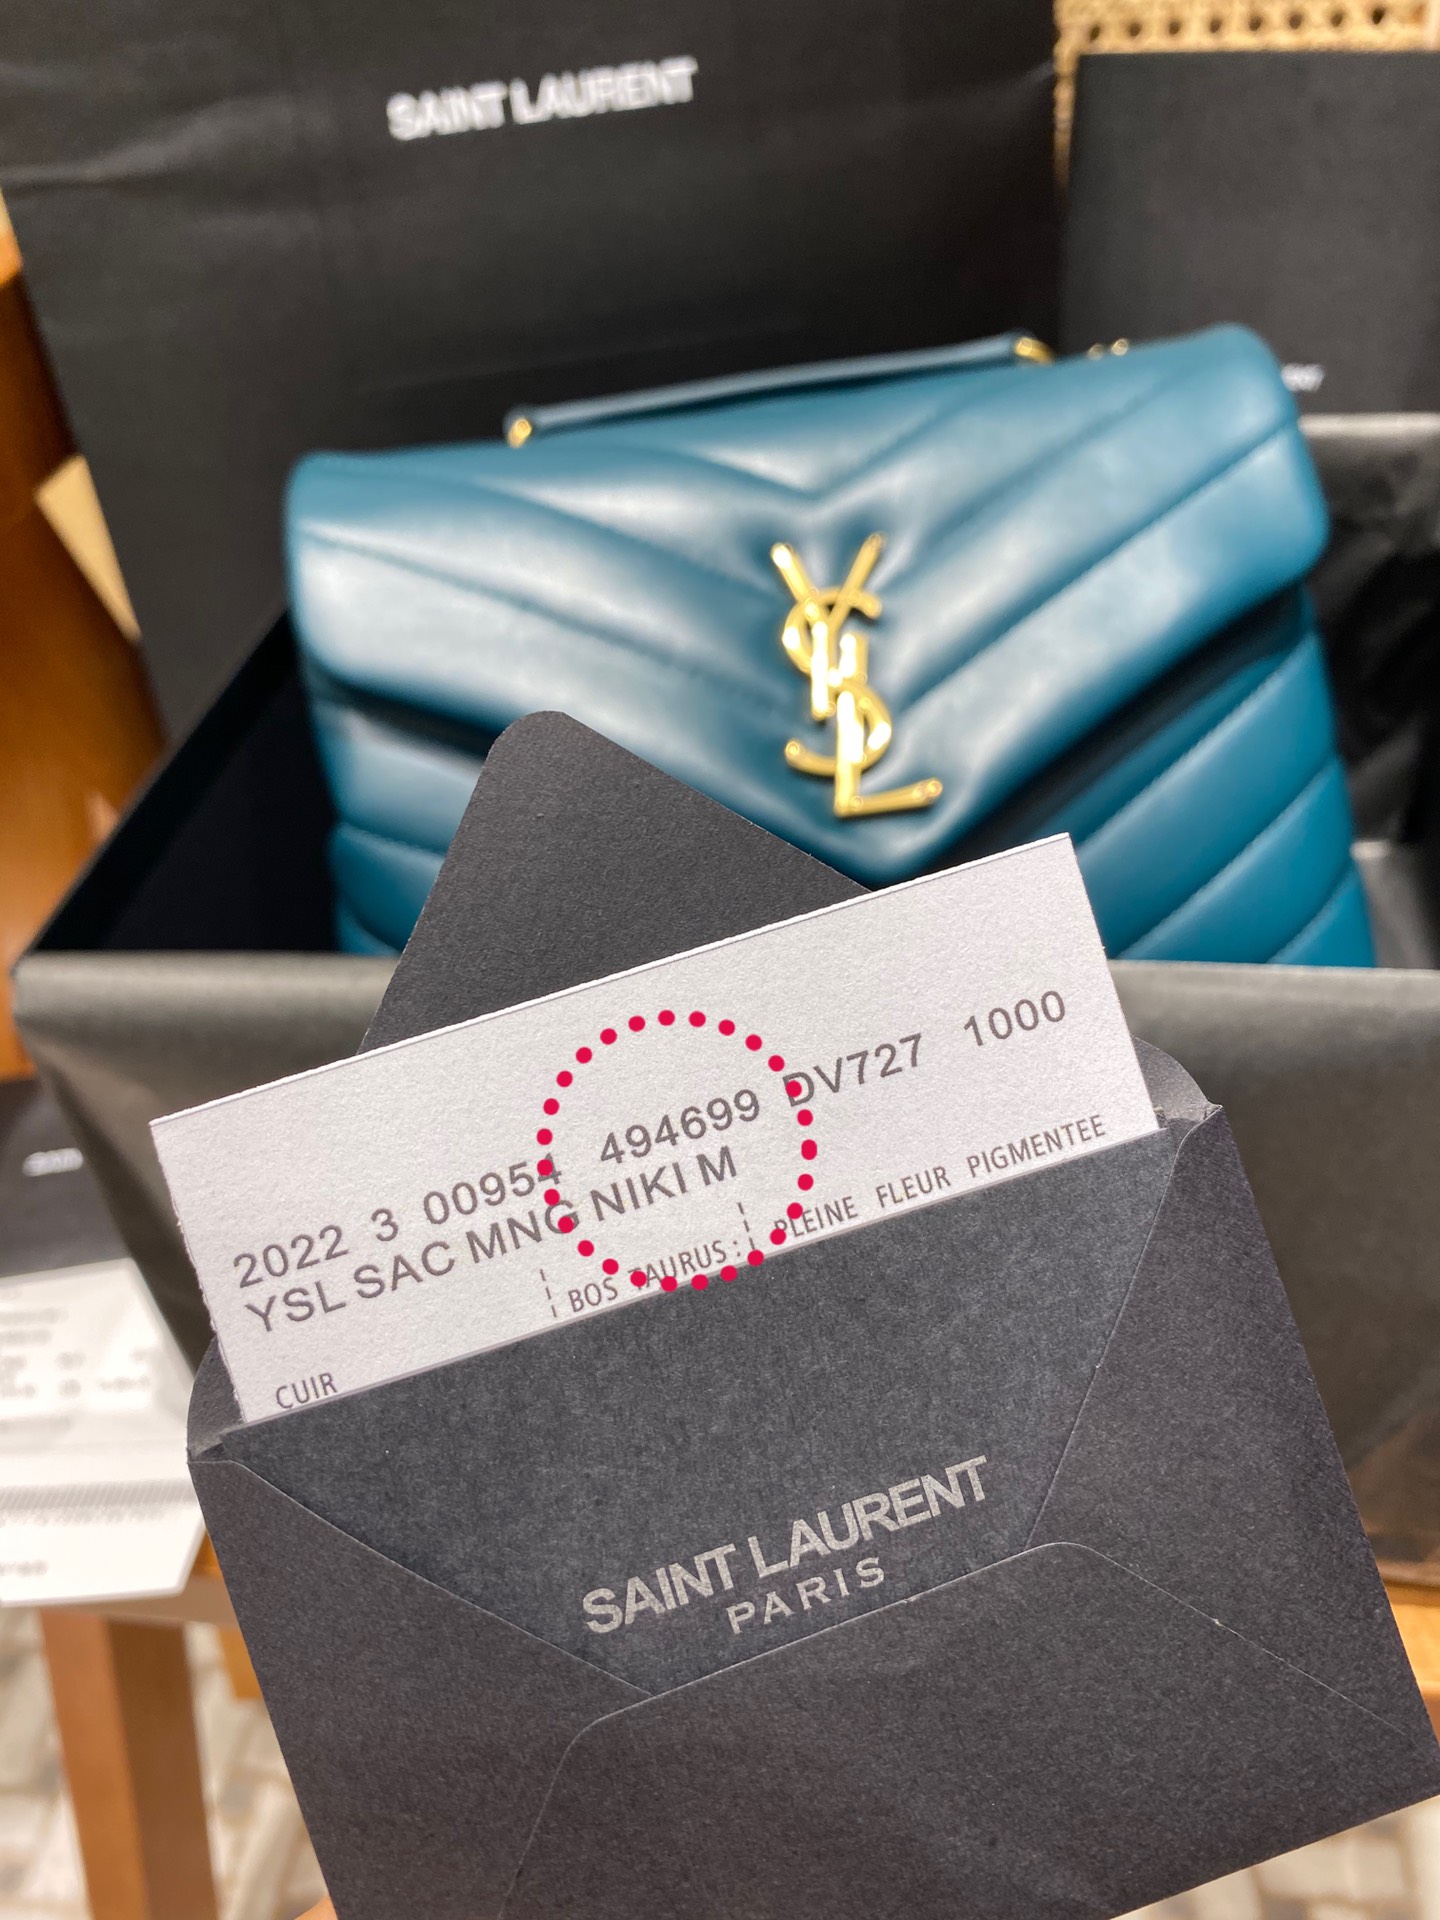 SAINT LAURENT
YSL
2022 3 00954 494699 DV727 1000
YSL SAC MNG NIKI M
BOS TAURUS : PLEINE FLEUR PIGMENTEE
CUIR
SAINT LAURENT
PARIS